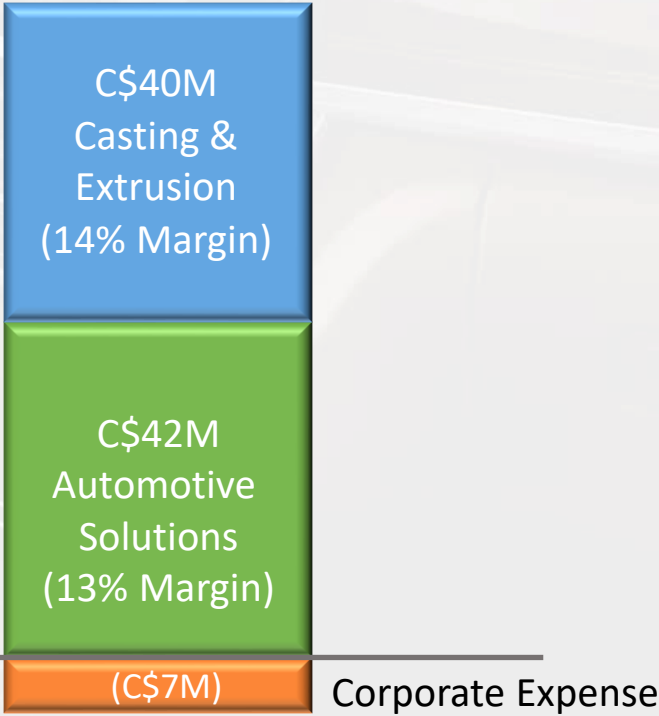 C$40M
Casting &
Extrusion
(14% Margin)
C$42M
Automotive
Solutions
(13% Margin)
(C$7M)
Corporate Expense